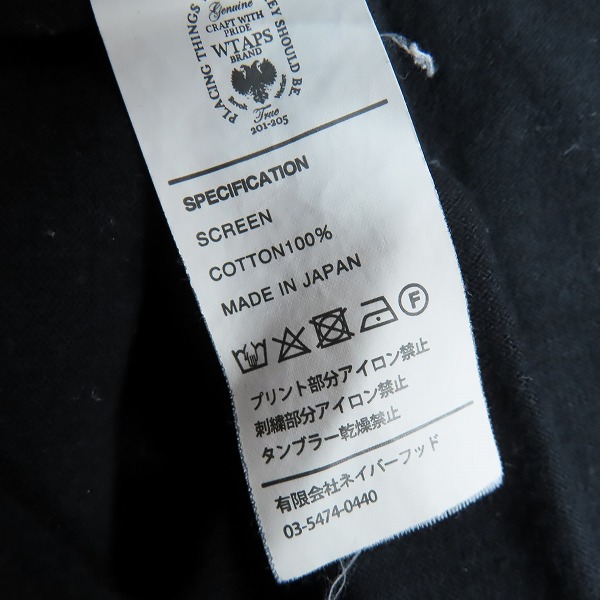 PLACING THINGS
EY SHOULD BE
Genuine
CRAFT WITH
PRIDE
WTAPS
BRAND
True
201-205
SPECIFICATION
SCREEN
COTTON100%
MADE IN JAPAN
F
プリント部分アイロン禁止
刺繍部分アイロン禁止
タンブラー乾燥禁止
有限会社ネイバーフッド
03-5474-0440